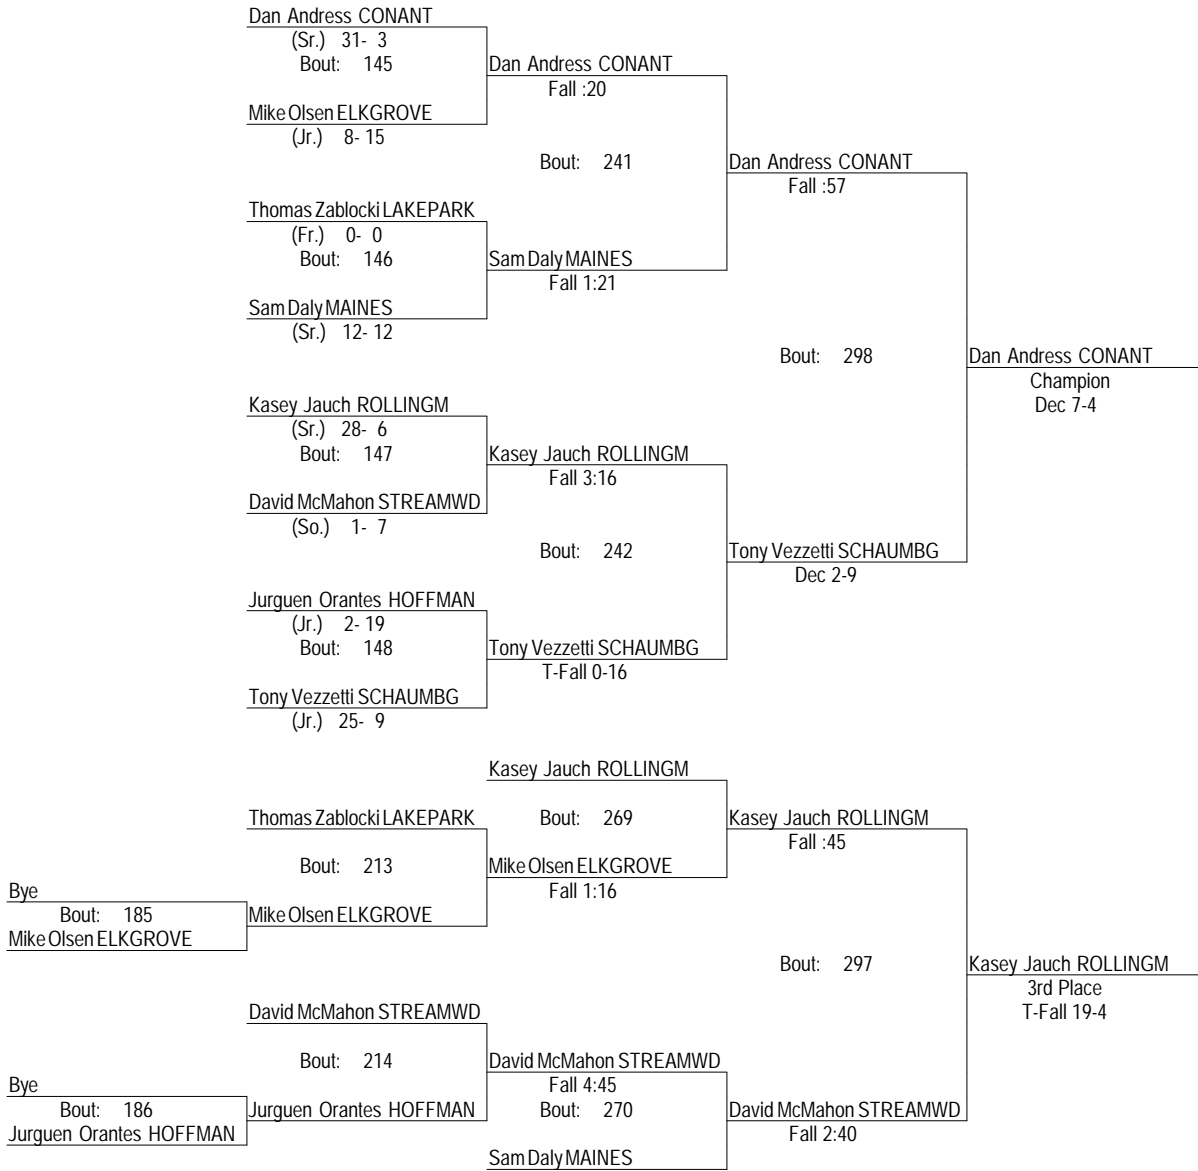 Dan Andress CONANT
(Sr.) 31- 3
Bout: 145
Dan Andress CONANT
Fall :20
Mike Olsen ELKGROVE
(Jr.) 8- 15
Bout: 241
Dan Andress CONANT
Fall :57
Thomas Zablocki LAKEPARK
(Fr.) 0- 0
Bout: 146
Sam Daly MAINES
Fall 1:21
Sam Daly MAINES
(Sr.) 12- 12
Bout: 298
Dan Andress CONANT
Champion
Dec 7-4
Kasey Jauch ROLLINGM
(Sr.) 28- 6
Bout: 147
Kasey Jauch ROLLINGM
Fall 3:16
David McMahon STREAMWD
(So.) 1- 7
Bout: 242
Tony Vezzetti SCHAUMBG
Dec 2-9
Jurguen Orantes HOFFMAN
(Jr.) 2- 19
Bout: 148
Tony Vezzetti SCHAUMBG
T-Fall 0-16
Tony Vezzetti SCHAUMBG
(Jr.) 25- 9
Kasey Jauch ROLLINGM
Thomas Zablocki LAKEPARK
Bout: 269
Kasey Jauch ROLLINGM
Fall :45
Bout: 213
Mike Olsen ELKGROVE
Fall 1:16
Bye
Bout: 185
Mike Olsen ELKGROVE
Mike Olsen ELKGROVE
Bout: 297
Kasey Jauch ROLLINGM
3rd Place
T-Fall 19-4
David McMahon STREAMWD
Bout: 214
David McMahon STREAMWD
Fall 4:45
Bye
Bout: 186
Jurguen Orantes HOFFMAN
Bout: 270
David McMahon STREAMWD
Fall 2:40
Jurguen Orantes HOFFMAN
Sam Daly MAINES